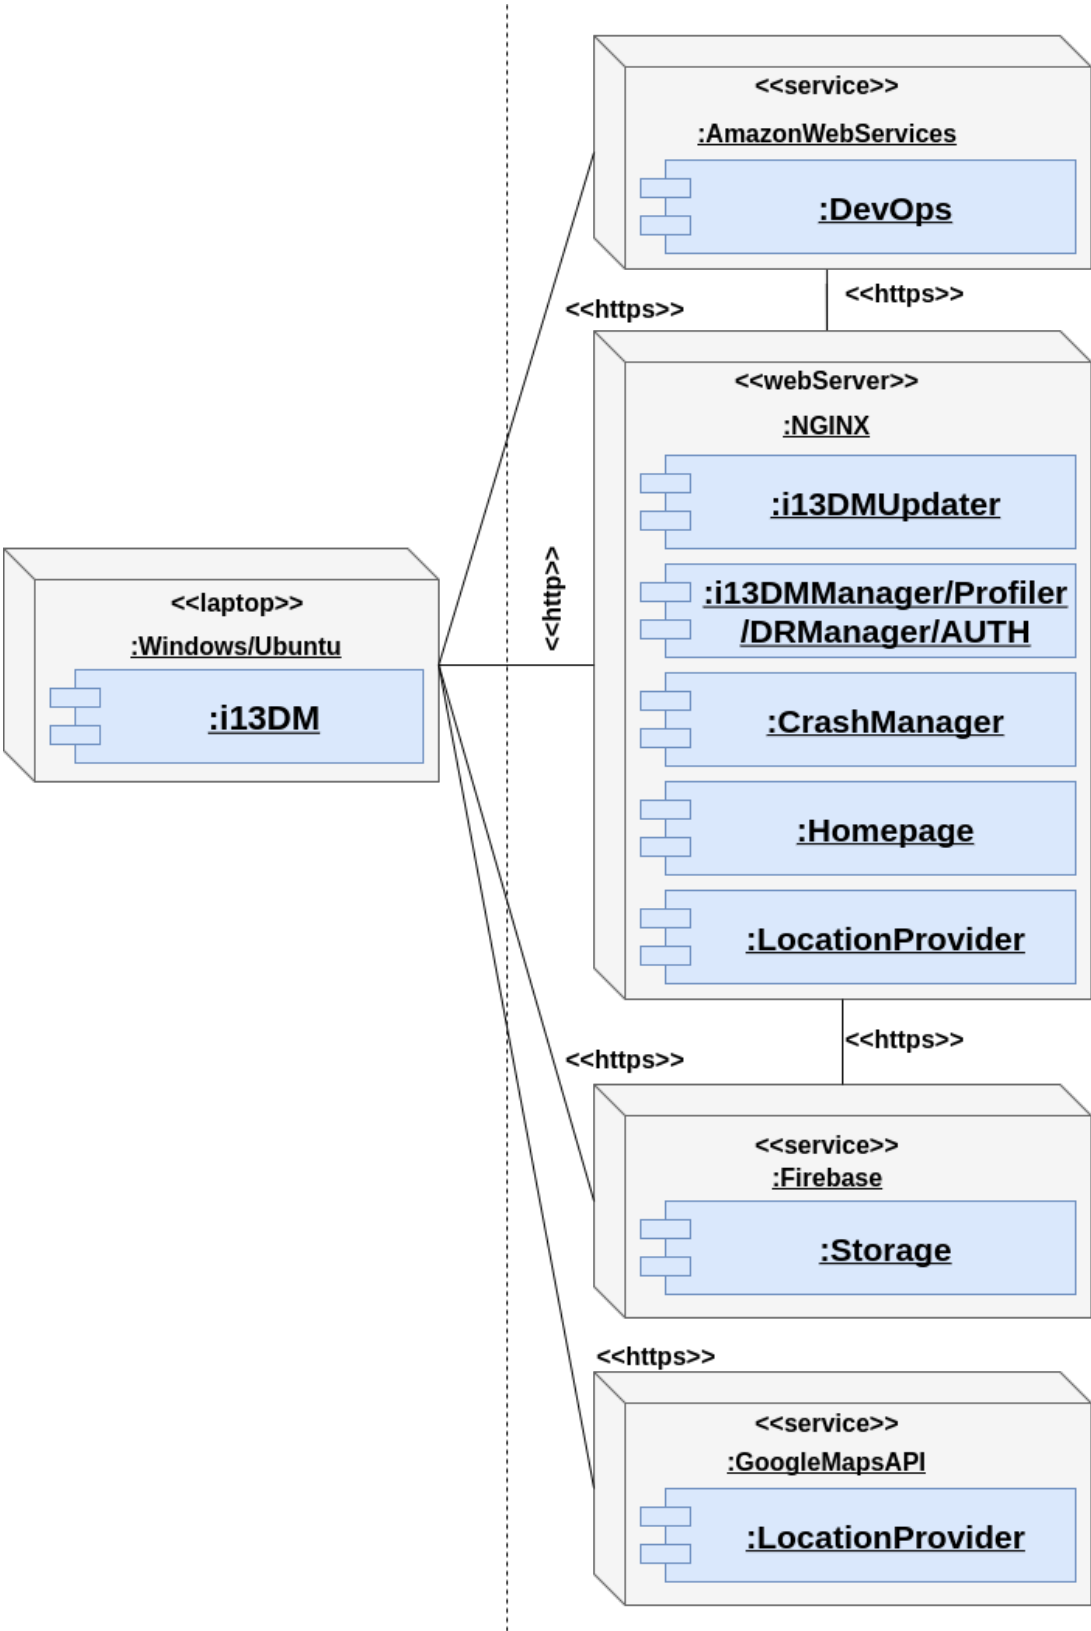 <<service>>
:AmazonWebServices
:DevOps
<<https>>
<<https>>
<<webServer>>
:NGINX
:i13DMUpdater
<<http>>
:i13DMManager/Profiler
/DRManager/AUTH
<<laptop>>
:Windows/Ubuntu
:i13DM
:CrashManager
:Homepage
:LocationProvider
<<https>>
<<https>>
<<service>>
:Firebase
:Storage
<<https>>
<<service>>
:GoogleMapsAPI
:LocationProvider